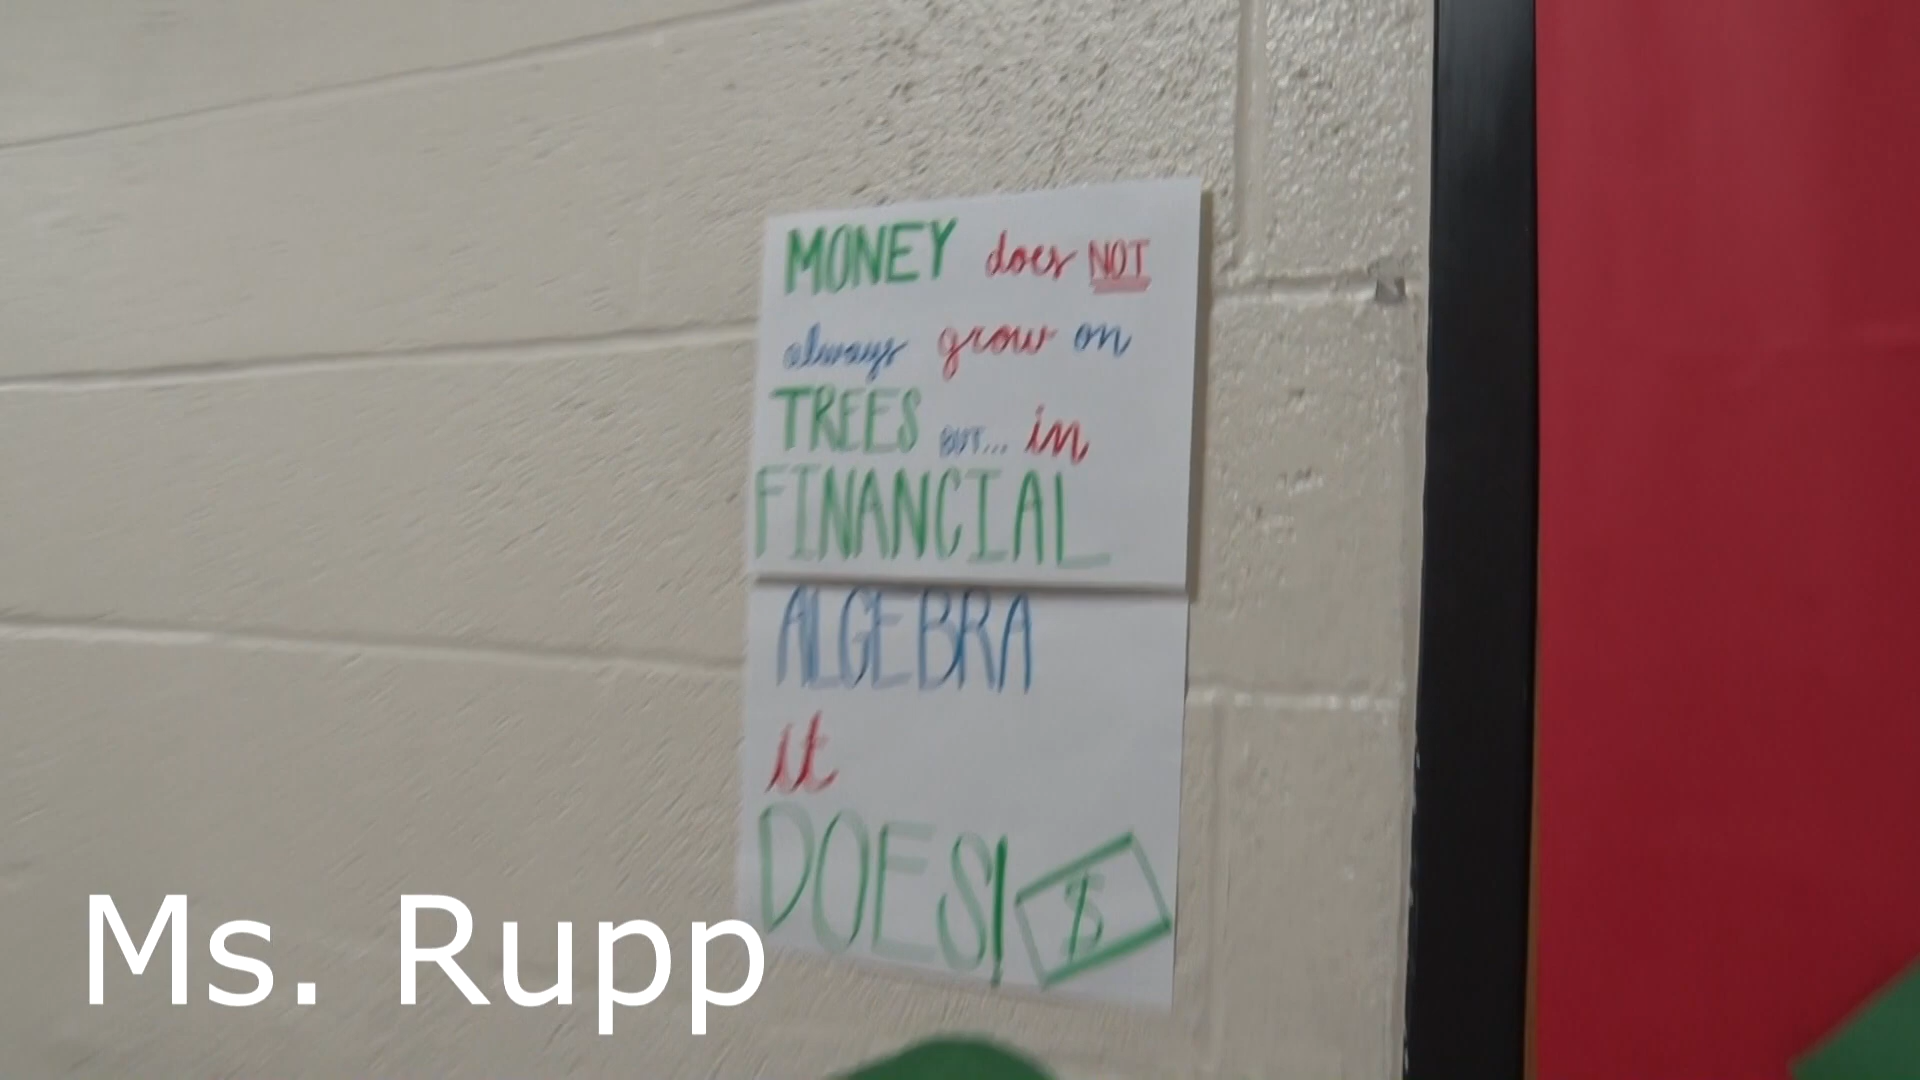 MONEY does NOT
always grow on
TREES BUT... in
FINANCIAL
ALGEBRA
it
DOES! $
Ms. Rupp